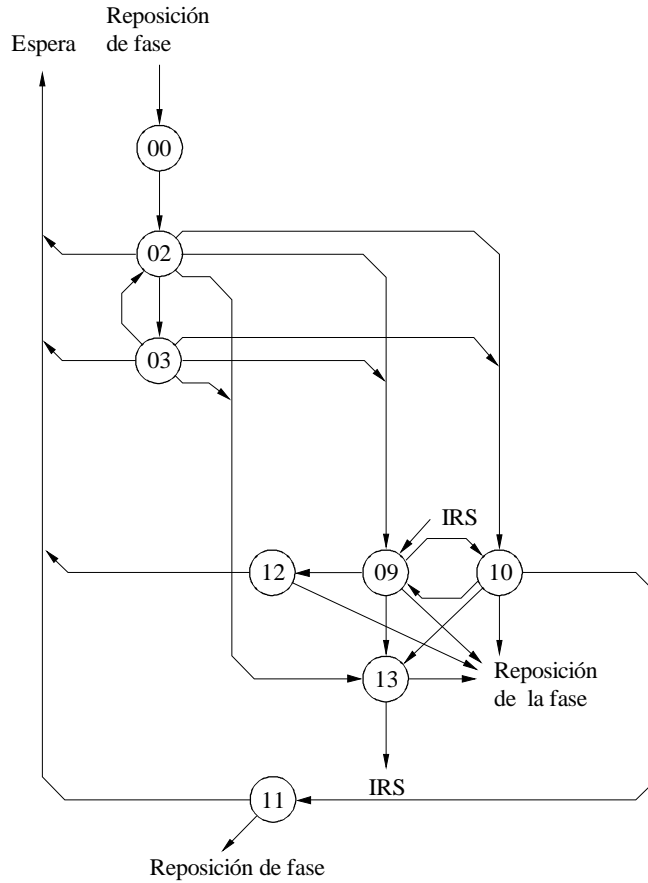 Reposición
de fase
Espera
00
02
03
IRS
12
09
10
Reposición
de la fase
13
IRS
11
Reposición de fase